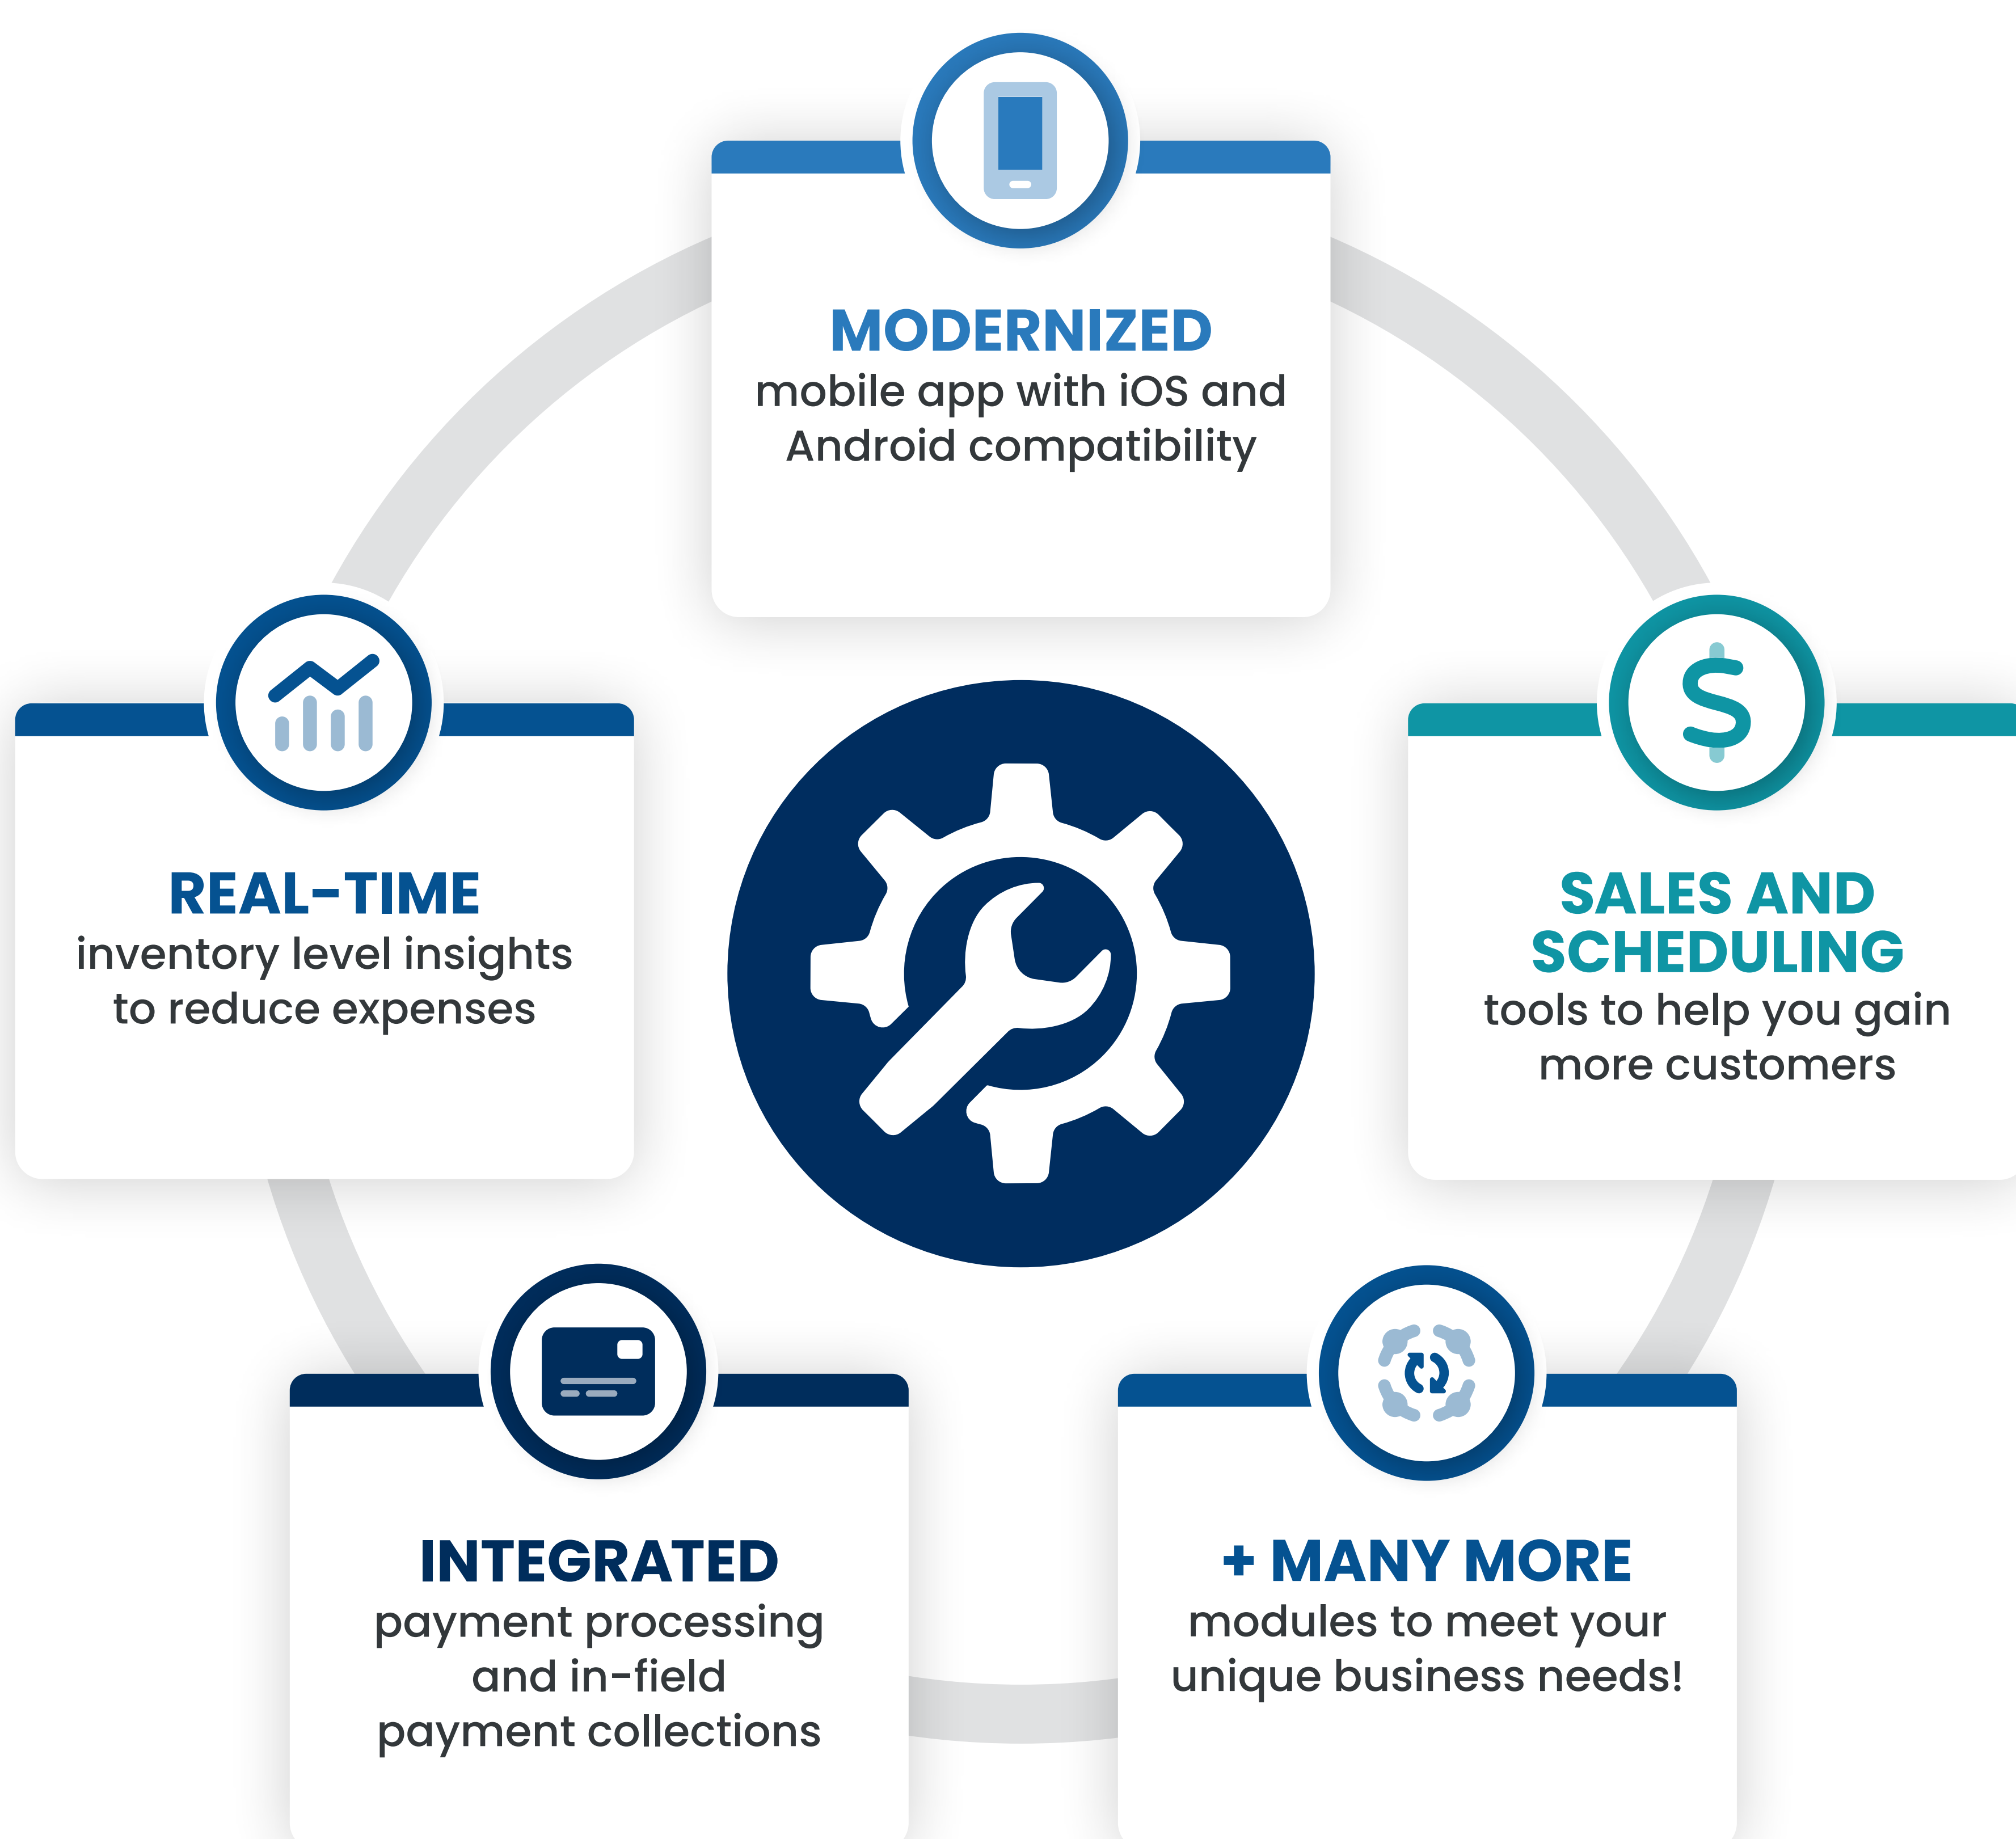 MODERNIZED
mobile app with iOS and
Android compatibility
REAL-TIME
inventory level insights
to reduce expenses
SALES AND
SCHEDULING
tools to help you gain
more customers
INTEGRATED
payment processing
and in-field
payment collections
+ MANY MORE
modules to meet your
unique business needs!